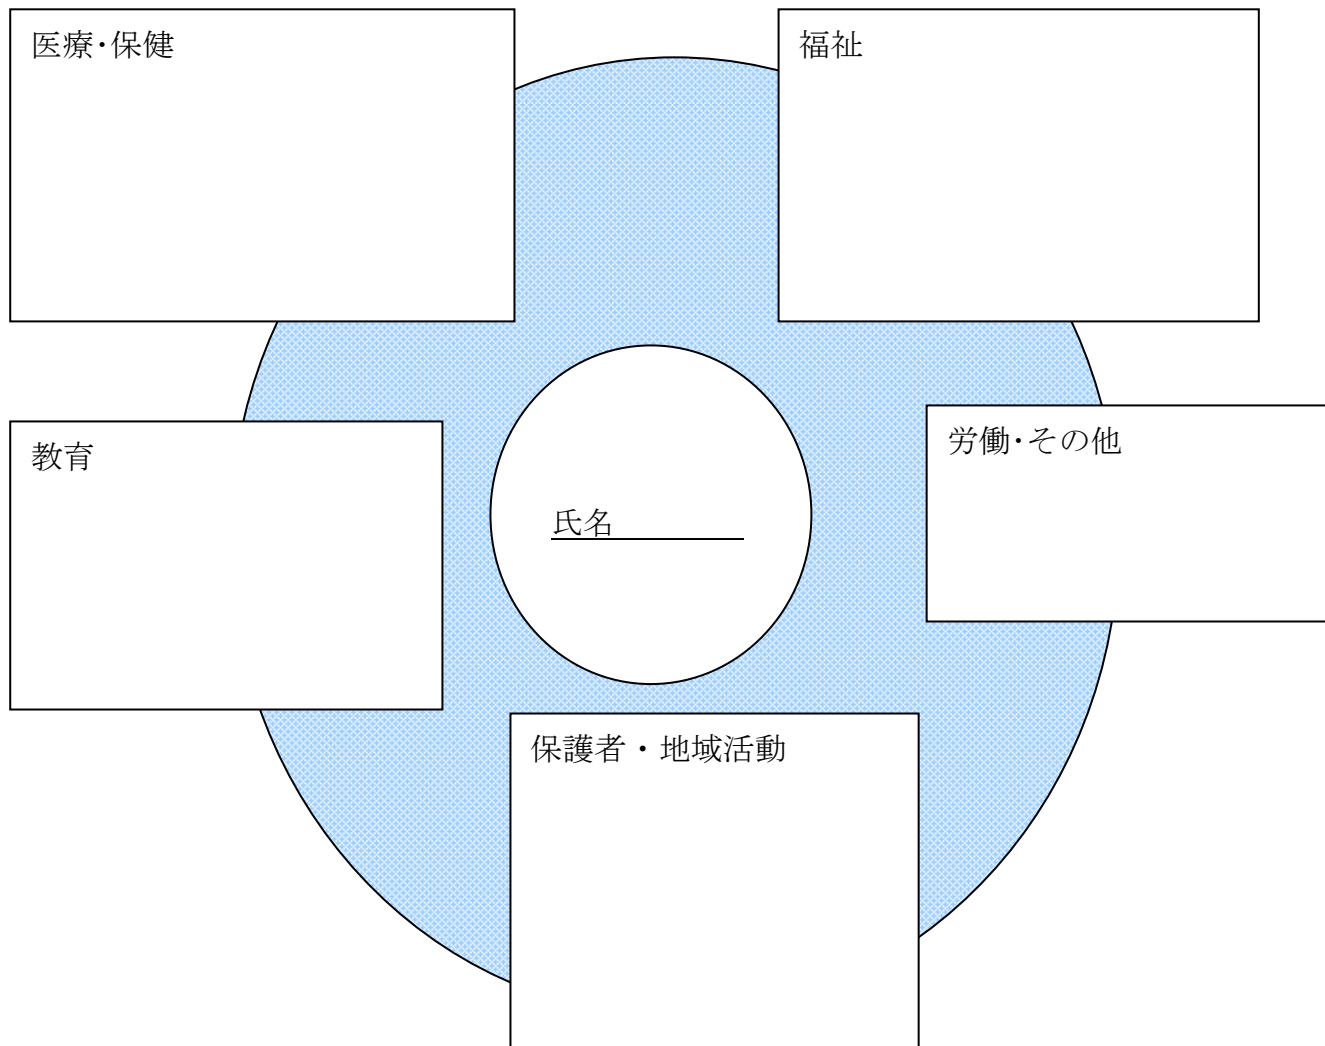 医療・保健
福祉
教育
労働・その他
氏名
保護者・地域活動